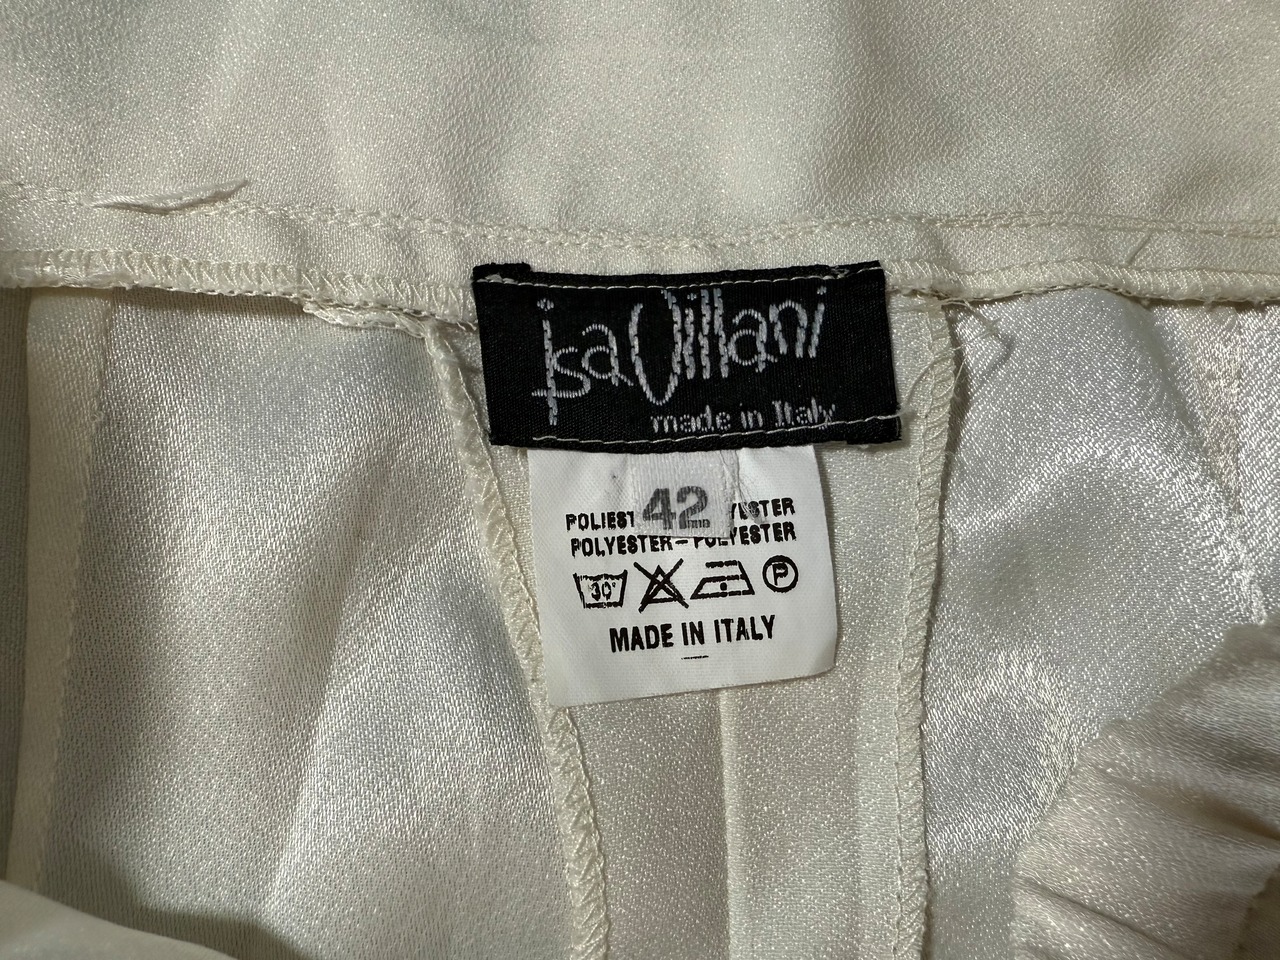 isaVillani
made in Italy
42
POLIEST YESTER
POLYESTER-POLYESTER
30°
P
MADE IN ITALY